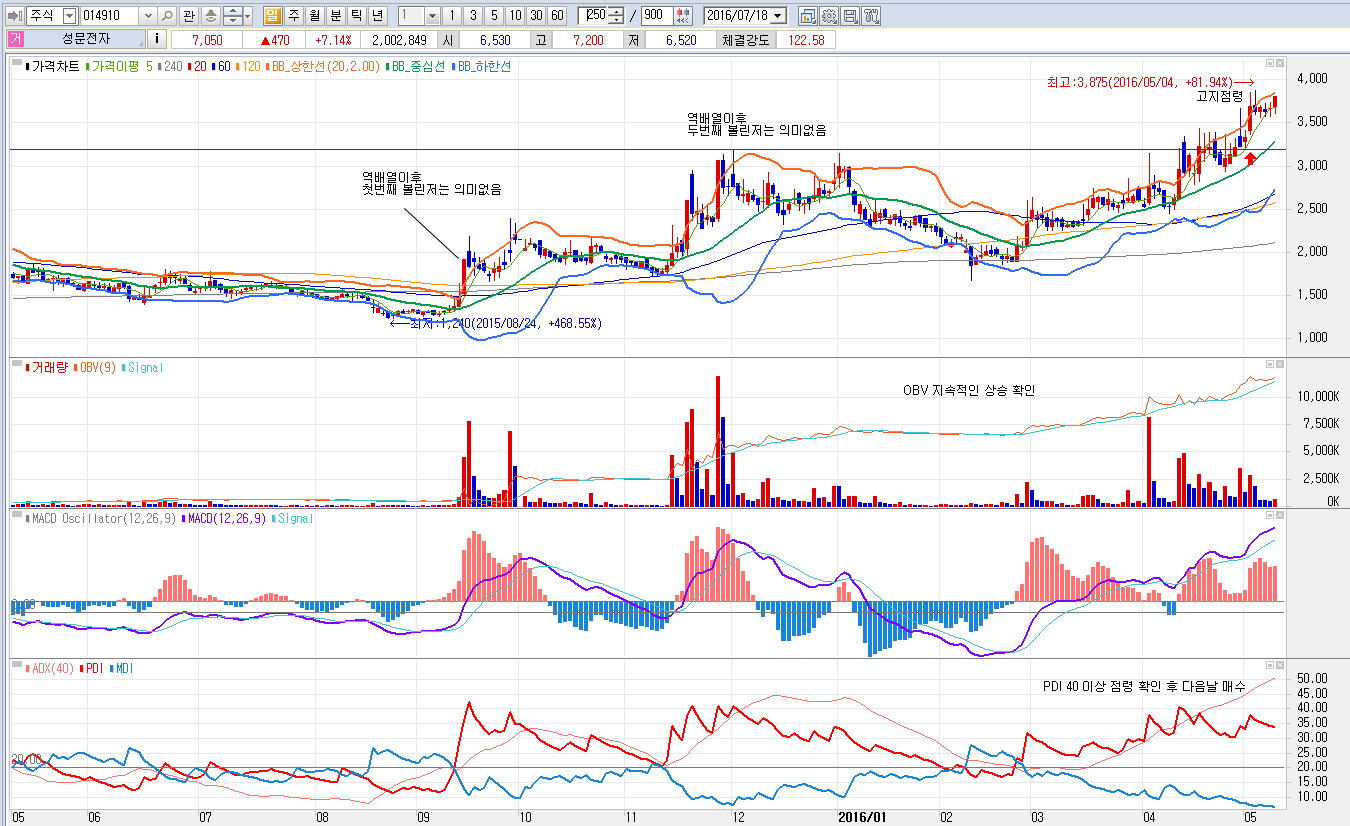 주식 014910 관 일 주 월 분 틱 년 1 1 3 5 10 30 60 250 / 900 2016/07/18
거 성문전자 i 7,050 ▲470 +7.14% 2,002,849 시 6,530 고 7,200 저 6,520 체결강도 122.58
가격차트 가격이평 5 240 20 60 120 BB_상한선(20,2.00) BB_중심선 BB_하한선
최고:3,875(2016/05/04, +81.94%)→
고지점령
4,000
3,500
3,000
2,500
2,000
1,500
1,000
역배열이후
두번째 볼린저는 의미없음
역배열이후
첫번째 볼린저는 의미없음
←최저:1,240(2015/08/24, +468.55%)
거래량 OBV(9) Signal
OBV 지속적인 상승 확인
10,000K
7,500K
5,000K
2,500K
0K
MACD Oscillator(12,26,9) MACD(12,26,9) Signal
0.00
ADX(40) PDI MDI
PDI 40 이상 점령 확인 후 다음날 매수
50.00
45.00
40.00
35.00
30.00
25.00
20.00
15.00
10.00
20.00
05 06 07 08 09 10 11 12 2016/01 02 03 04 05